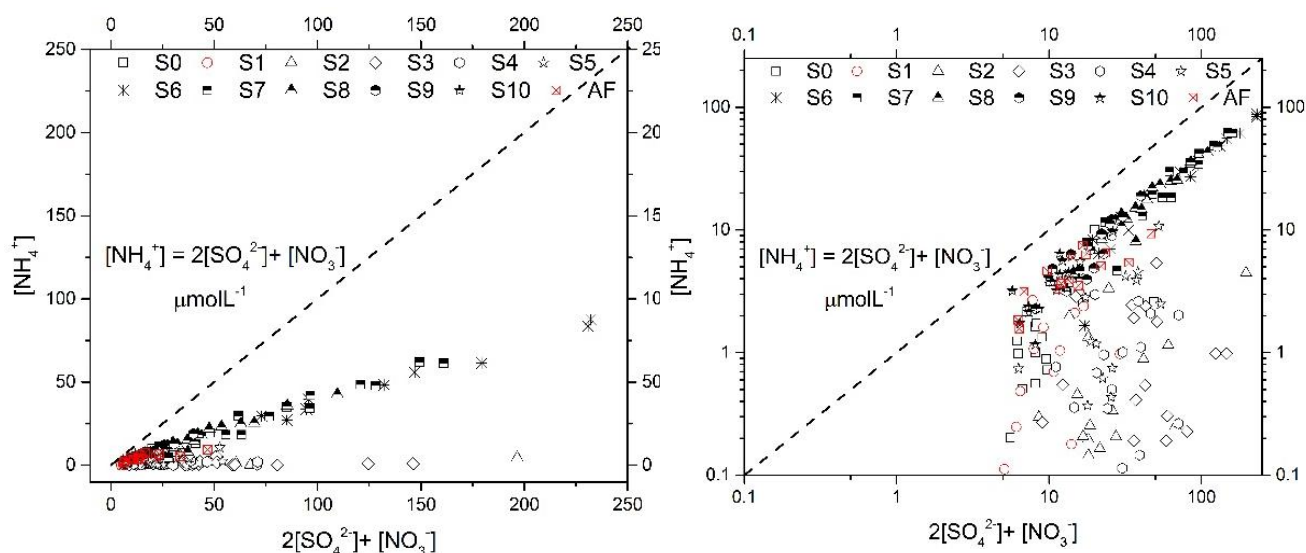 0 50 100 150 200 250
250
200
150
100
50
0
25
20
15
10
50
0
S0 S1 S2 S3 S4 S5
S6 S7 S8 S9 S10 AF
[NH₄⁺] = 2[SO₄²⁻]+ [NO₃⁻]
μmolL⁻¹
[NH₄⁺]
0 50 100 150 200 250
2[SO₄²⁻]+ [NO₃⁻]
0.1 1 10 100
100
10
1
0.1
100
10
1
0.1
S0 S1 S2 S3 S4 S5
S6 S7 S8 S9 S10 AF
[NH₄⁺] = 2[SO₄²⁻]+ [NO₃⁻]
μmolL⁻¹
[NH₄⁺]
0.1 1 10 100
2[SO₄²⁻]+ [NO₃⁻]